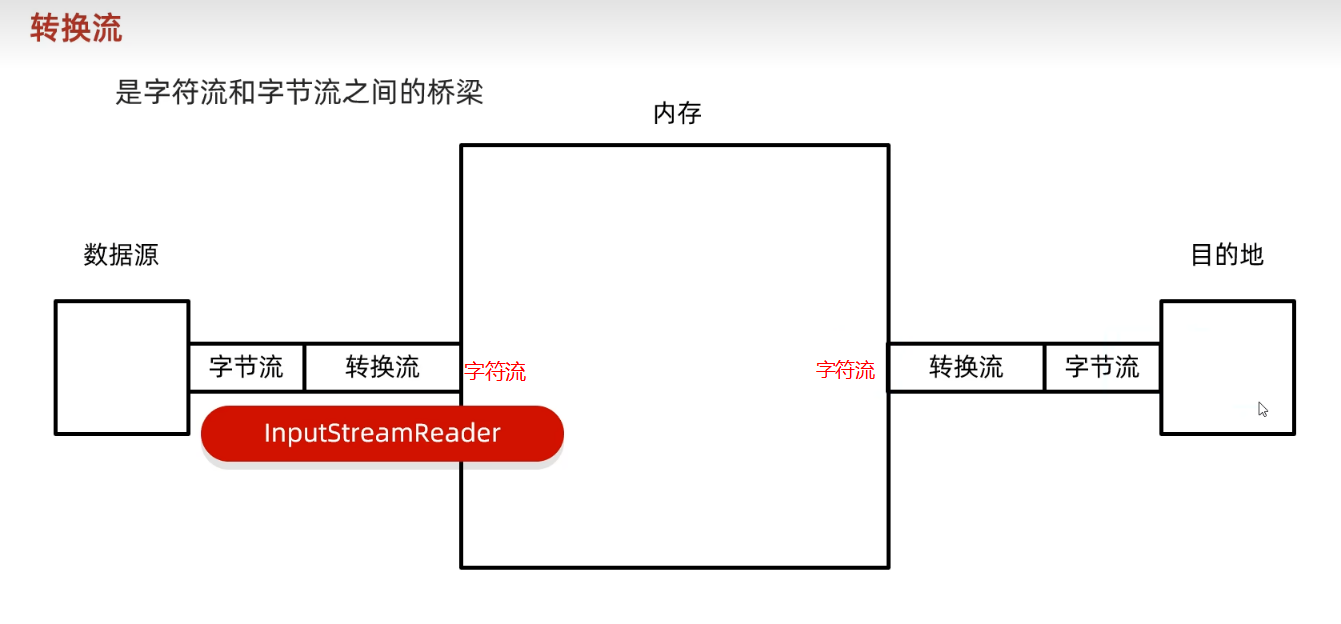 转换流
是字符流和字节流之间的桥梁
内存
数据源
目的地
字节流
转换流
字符流
字符流
转换流
字节流
InputStreamReader